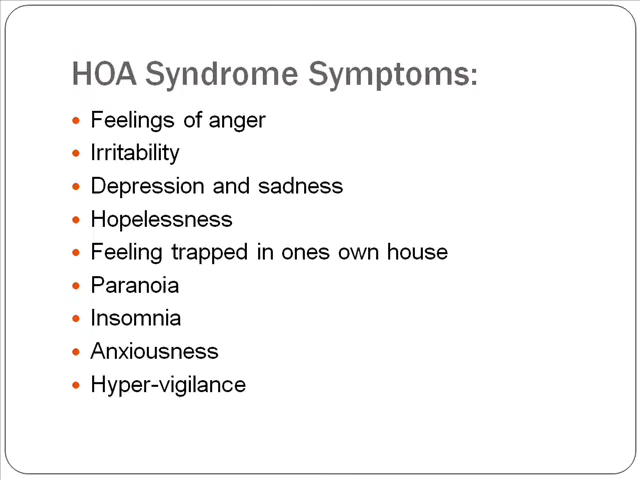 HOA Syndrome Symptoms:
• Feelings of anger
• Irritability
• Depression and sadness
• Hopelessness
• Feeling trapped in ones own house
• Paranoia
• Insomnia
• Anxiousness
• Hyper-vigilance